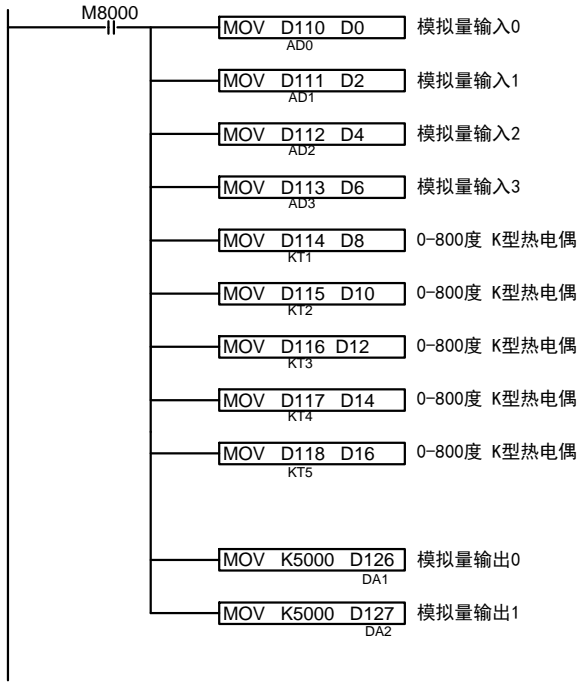 M8000
MOV D110 D0 模拟量输入0
AD0
MOV D111 D2 模拟量输入1
AD1
MOV D112 D4 模拟量输入2
AD2
MOV D113 D6 模拟量输入3
AD3
MOV D114 D8 0-800度 K型热电偶
KT1
MOV D115 D10 0-800度 K型热电偶
KT2
MOV D116 D12 0-800度 K型热电偶
KT3
MOV D117 D14 0-800度 K型热电偶
KT4
MOV D118 D16 0-800度 K型热电偶
KT5
MOV K5000 D126 模拟量输出0
DA1
MOV K5000 D127 模拟量输出1
DA2